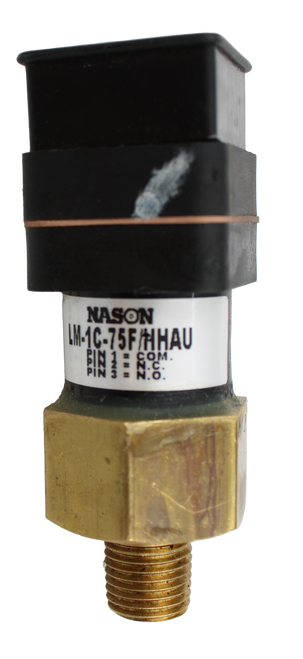 NASON
LM-1C-75F/HHAU
PIN 1 = COM.
PIN 2 = N.C.
PIN 3 = N.O.